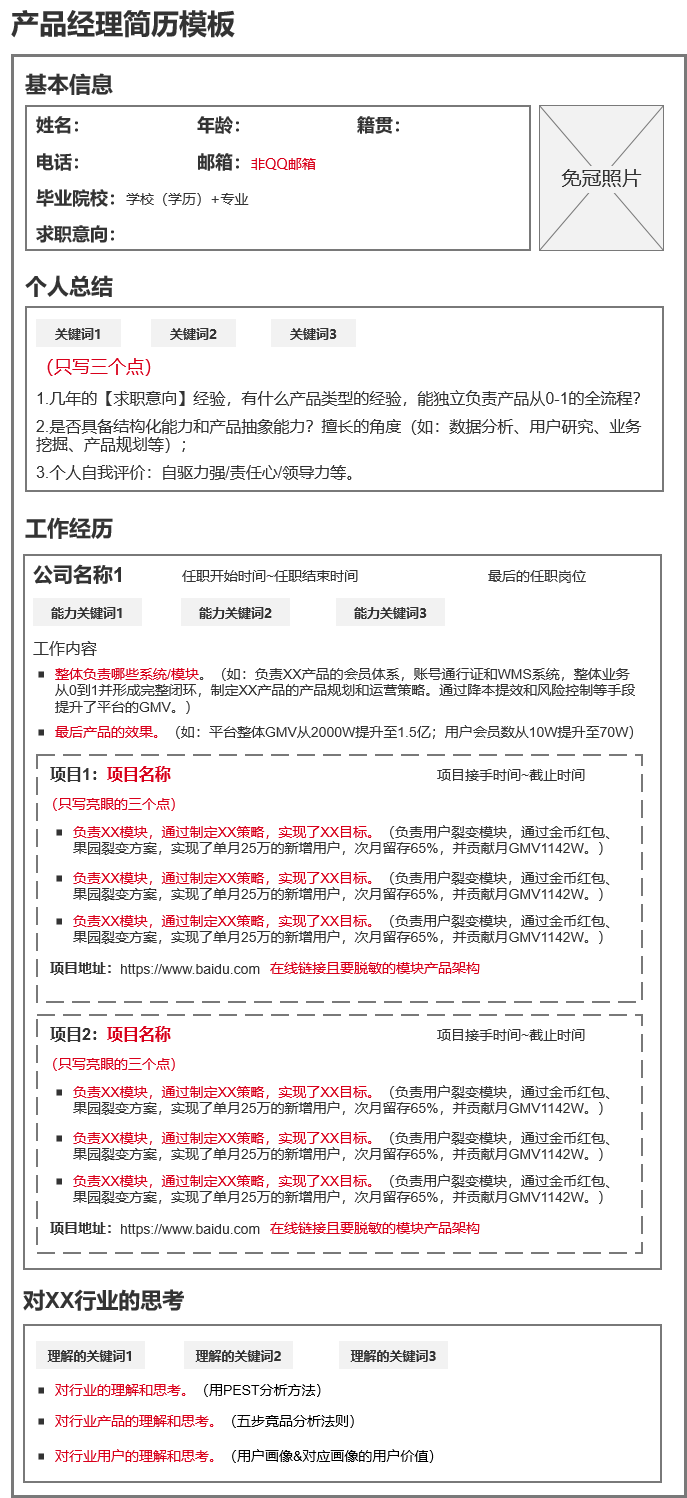 产品经理简历模板
基本信息
姓名： 年龄： 籍贯：
电话： 邮箱：非QQ邮箱
免冠照片
毕业院校：学校（学历）+专业
求职意向：
个人总结
关键词1 关键词2 关键词3
（只写三个点）
1.几年的【求职意向】经验，有什么产品类型的经验，能独立负责产品从0-1的全流程?
2.是否具备结构化能力和产品抽象能力？擅长的角度（如：数据分析、用户研究、业务
挖掘、产品规划等）；
3.个人自我评价：自驱力强/责任心/领导力等。
工作经历
公司名称1 任职开始时间~任职结束时间 最后的任职岗位
能力关键词1 能力关键词2 能力关键词3
工作内容
整体负责哪些系统/模块。（如：负责XX产品的会员体系，账号通行证和WMS系统，整体业务
从0到1并形成完整闭环，制定XX产品的产品规划和运营策略。通过降本提效和风险控制等手段
提升了平台的GMV。）
最后产品的效果。（如：平台整体GMV从2000W提升至1.5亿；用户会员数从10W提升至70W）
项目1：项目名称 项目接手时间~截止时间
（只写亮眼的三个点）
负责XX模块，通过制定XX策略，实现了XX目标。（负责用户裂变模块，通过金币红包、
果园裂变方案，实现了单月25万的新增用户，次月留存65%，并贡献月GMV1142W。）
负责XX模块，通过制定XX策略，实现了XX目标。（负责用户裂变模块，通过金币红包、
果园裂变方案，实现了单月25万的新增用户，次月留存65%，并贡献月GMV1142W。）
负责XX模块，通过制定XX策略，实现了XX目标。（负责用户裂变模块，通过金币红包、
果园裂变方案，实现了单月25万的新增用户，次月留存65%，并贡献月GMV1142W。）
项目地址：https://www.baidu.com 在线链接且要脱敏的模块产品架构
项目2：项目名称 项目接手时间~截止时间
（只写亮眼的三个点）
负责XX模块，通过制定XX策略，实现了XX目标。（负责用户裂变模块，通过金币红包、
果园裂变方案，实现了单月25万的新增用户，次月留存65%，并贡献月GMV1142W。）
负责XX模块，通过制定XX策略，实现了XX目标。（负责用户裂变模块，通过金币红包、
果园裂变方案，实现了单月25万的新增用户，次月留存65%，并贡献月GMV1142W。）
负责XX模块，通过制定XX策略，实现了XX目标。（负责用户裂变模块，通过金币红包、
果园裂变方案，实现了单月25万的新增用户，次月留存65%，并贡献月GMV1142W。）
项目地址：https://www.baidu.com 在线链接且要脱敏的模块产品架构
对XX行业的思考
理解的关键词1 理解的关键词2 理解的关键词3
对行业的理解和思考。（用PEST分析方法）
对行业产品的理解和思考。（五步竟品分析法则）
对行业用户的理解和思考。（用户画像&对应画像的用户价值）